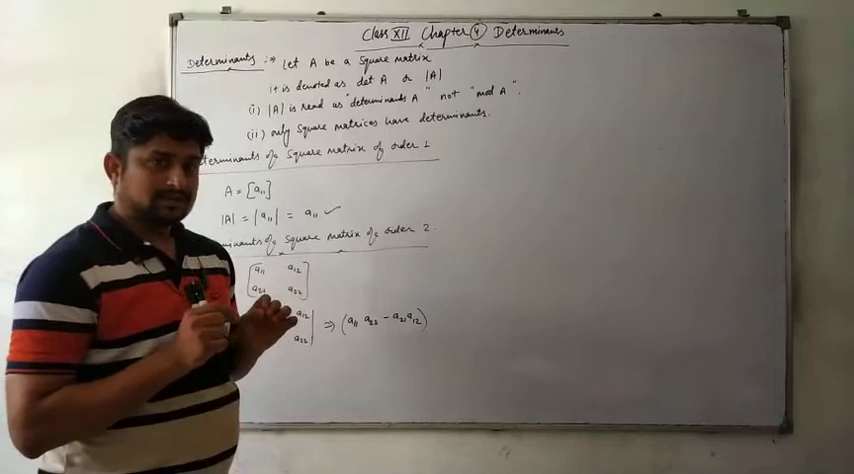 Class XII Chapter 4 Determinants
Determinants :⇒ Let A be a Square matrix
it is denoted as det A or |A|
(i) |A| is read as "determinants A" not "mod A".
(ii) only Square matrices have determinants.
terminants of a Square matrix of order 1
A = [a₁₁]
|A| = |a₁₁| = a₁₁ ✓
minants of a Square matrix of order 2.
a₁₁ a₁₂
a₂₁ a₂₂
a₁₂
a₂₂ ⇒ (a₁₁ a₂₂ − a₂₁ a₁₂)